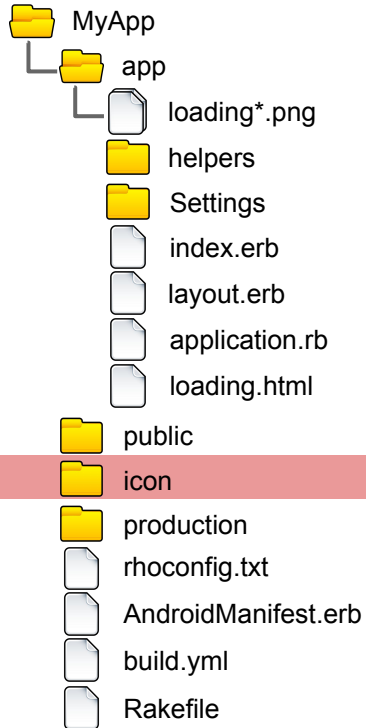 MyApp
app
loading*.png
helpers
Settings
index.erb
layout.erb
application.rb
loading.html
public
icon
production
rhoconfig.txt
AndroidManifest.erb
build.yml
Rakefile